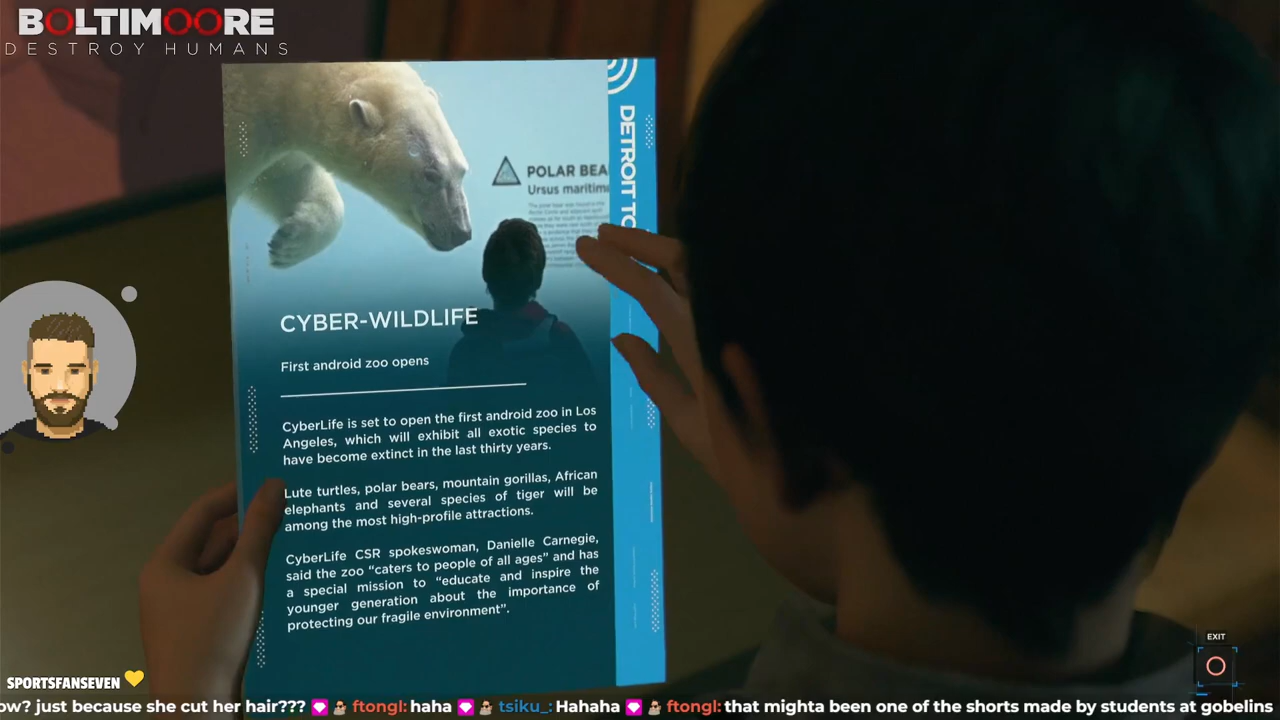 BOLTIMOORE
DESTROY HUMANS
DETROIT TO
POLAR BEA
Ursus maritim
CYBER-WILDLIFE
First android zoo opens
CyberLife is set to open the first android zoo in Los
Angeles, which will exhibit all exotic species to
have become extinct in the last thirty years.
Lute turtles, polar bears, mountain gorillas, African
elephants and several species of tiger will be
among the most high-profile attractions.
CyberLife CSR spokeswoman, Danielle Carnegie,
said the zoo “caters to people of all ages” and has
a special mission to “educate and inspire the
younger generation about the importance of
protecting our fragile environment”.
EXIT
SPORTSFANSEVEN 💛
ow? just because she cut her hair??? ftongl: haha tsiku_: Hahaha ftongl: that mighta been one of the shorts made by students at gobelins